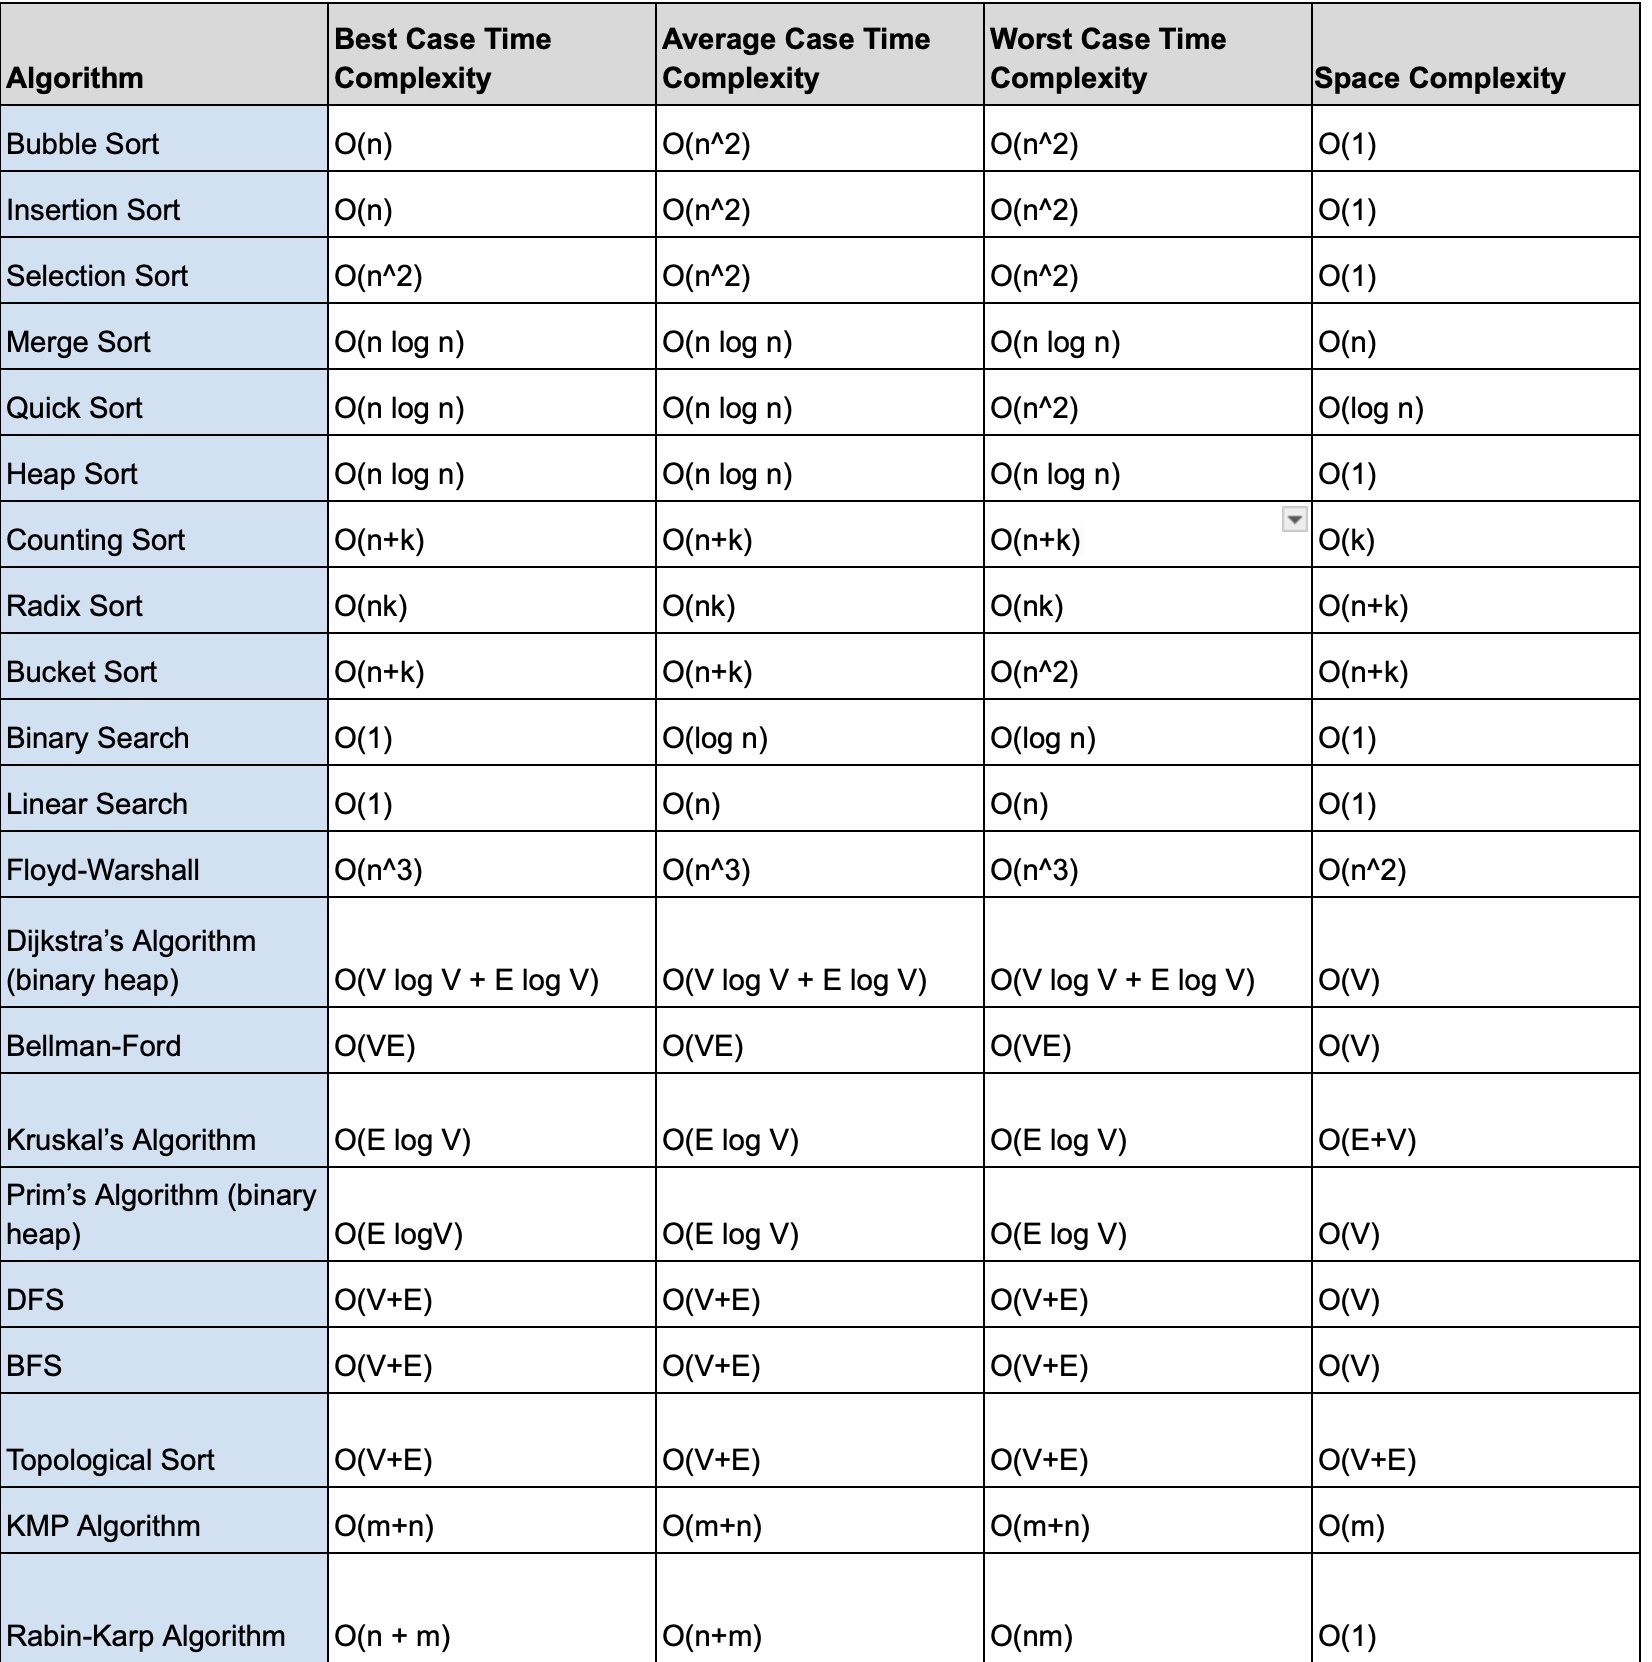 Algorithm Best Case Time Complexity Average Case Time Complexity Worst Case Time Complexity Space Complexity
Bubble Sort O(n) O(n^2) O(n^2) O(1)
Insertion Sort O(n) O(n^2) O(n^2) O(1)
Selection Sort O(n^2) O(n^2) O(n^2) O(1)
Merge Sort O(n log n) O(n log n) O(n log n) O(n)
Quick Sort O(n log n) O(n log n) O(n^2) O(log n)
Heap Sort O(n log n) O(n log n) O(n log n) O(1)
Counting Sort O(n+k) O(n+k) O(n+k) O(k)
Radix Sort O(nk) O(nk) O(nk) O(n+k)
Bucket Sort O(n+k) O(n+k) O(n^2) O(n+k)
Binary Search O(1) O(log n) O(log n) O(1)
Linear Search O(1) O(n) O(n) O(1)
Floyd-Warshall O(n^3) O(n^3) O(n^3) O(n^2)
Dijkstra’s Algorithm (binary heap) O(V log V + E log V) O(V log V + E log V) O(V log V + E log V) O(V)
Bellman-Ford O(VE) O(VE) O(VE) O(V)
Kruskal’s Algorithm O(E log V) O(E log V) O(E log V) O(E+V)
Prim’s Algorithm (binary heap) O(E logV) O(E log V) O(E log V) O(V)
DFS O(V+E) O(V+E) O(V+E) O(V)
BFS O(V+E) O(V+E) O(V+E) O(V)
Topological Sort O(V+E) O(V+E) O(V+E) O(V+E)
KMP Algorithm O(m+n) O(m+n) O(m+n) O(m)
Rabin-Karp Algorithm O(n + m) O(n+m) O(nm) O(1)